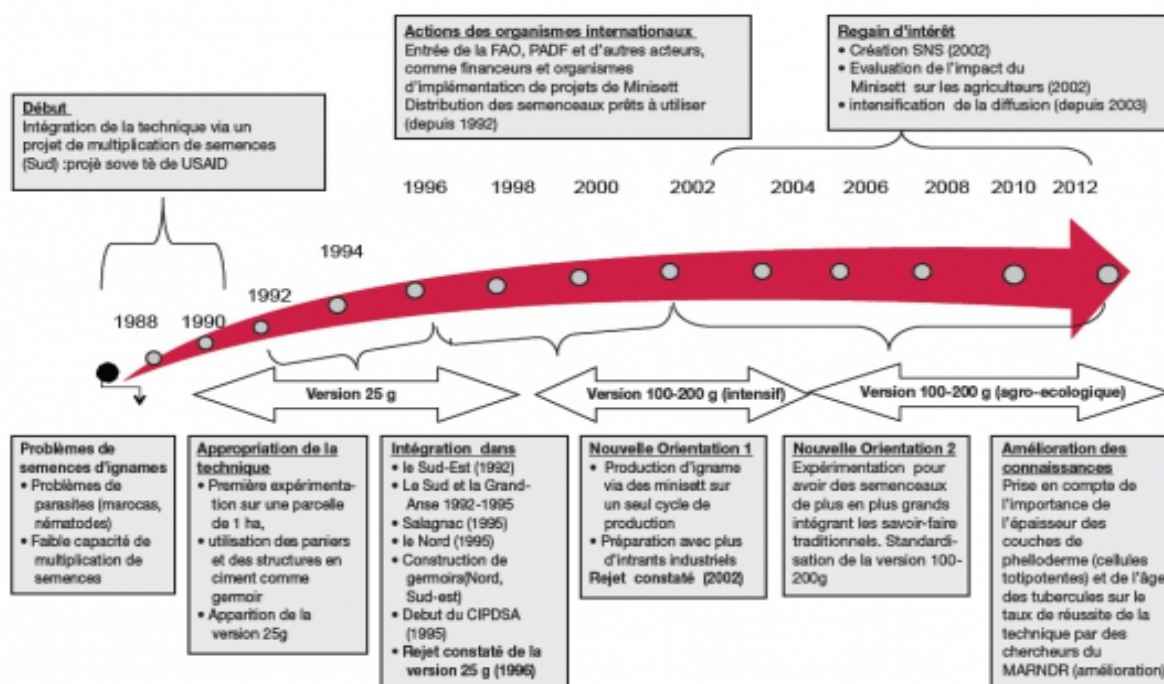 Actions des organismes internationaux
Entrée de la FAO, PADF et d'autres acteurs,
comme financeurs et organismes
d'implémentation de projets de Minisett
Distribution des semenceaux prêts à utiliser
(depuis 1992)
Regain d'intérêt
• Création SNS (2002)
• Evaluation de l'impact du
Minisett sur les agriculteurs (2002)
• intensification de la diffusion (depuis 2003)
Début
Intégration de la technique via un
projet de multiplication de semences
(Sud) :projè sove tè de USAID
1988
1990
1992
1994
1996
1998
2000
2002
2004
2006
2008
2010
2012
Version 25 g
Version 100-200 g (intensif)
Version 100-200 g (agro-ecologique)
Problèmes de
semences d'ignames
• Problèmes de
parasites (marocas,
nématodes)
• Faible capacité de
multiplication de
semences
Appropriation de la
technique
• Première expérimenta-
tion sur une parcelle
de 1 ha,
• utilisation des paniers
et des structures en
ciment comme
germoir
• Apparition de la
version 25g
Intégration dans
• le Sud-Est (1992)
• Le Sud et la Grand-
Anse 1992-1995
• Salagnac (1995)
• le Nord (1995)
• Construction de
germoira(Nord,
Sud-est)
• Debut du CIPDSA
(1995)
• Rejet constaté de la
version 25 g (1996)
Nouvelle Orientation 1
• Production d'igname
via des minisett sur
un seul cycle de
production
• Préparation avec plus
d'intrants industriels
Rejet constaté (2002)
Nouvelle Orientation 2
Expérimentation pour
avoir des semenceaux
de plus en plus grands
intégrant les savoir-faire
traditionnels. Standardi-
sation de la version 100-
200g
Amélioration des
connaissances
Prise en compte de
l'importance de
l'épaisseur des
couches de
phelloderme (cellules
totipotentes) et de l'âge
des tubercules sur le
taux de réussite de la
technique par des
chercheurs du
MARNDR (amélioration)